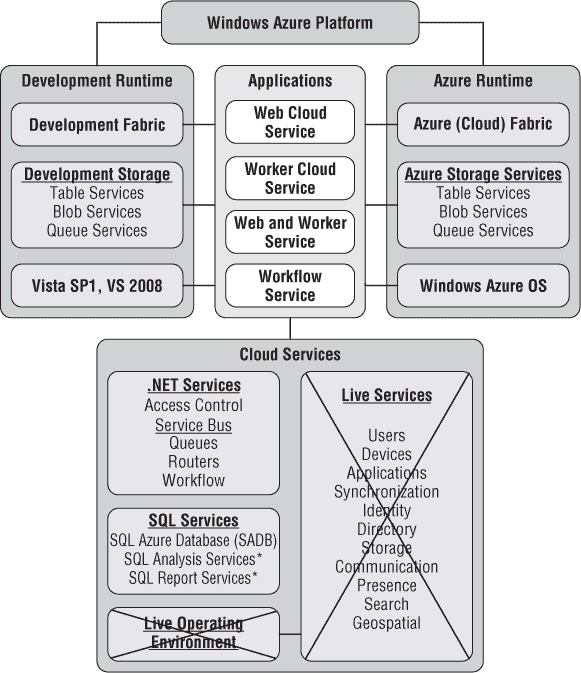 Windows Azure Platform
Development Runtime
Development Fabric
Development Storage
Table Services
Blob Services
Queue Services
Vista SP1, VS 2008
Applications
Web Cloud
Service
Worker Cloud
Service
Web and Worker
Service
Workflow
Service
Azure Runtime
Azure (Cloud) Fabric
Azure Storage Services
Table Services
Blob Services
Queue Services
Windows Azure OS
Cloud Services
.NET Services
Access Control
Service Bus
Queues
Routers
Workflow
SQL Services
SQL Azure Database (SADB)
SQL Analysis Services*
SQL Report Services*
Live Operating
Environment
Live Services
Users
Devices
Applications
Synchronization
Identity
Directory
Storage
Communication
Presence
Search
Geospatial